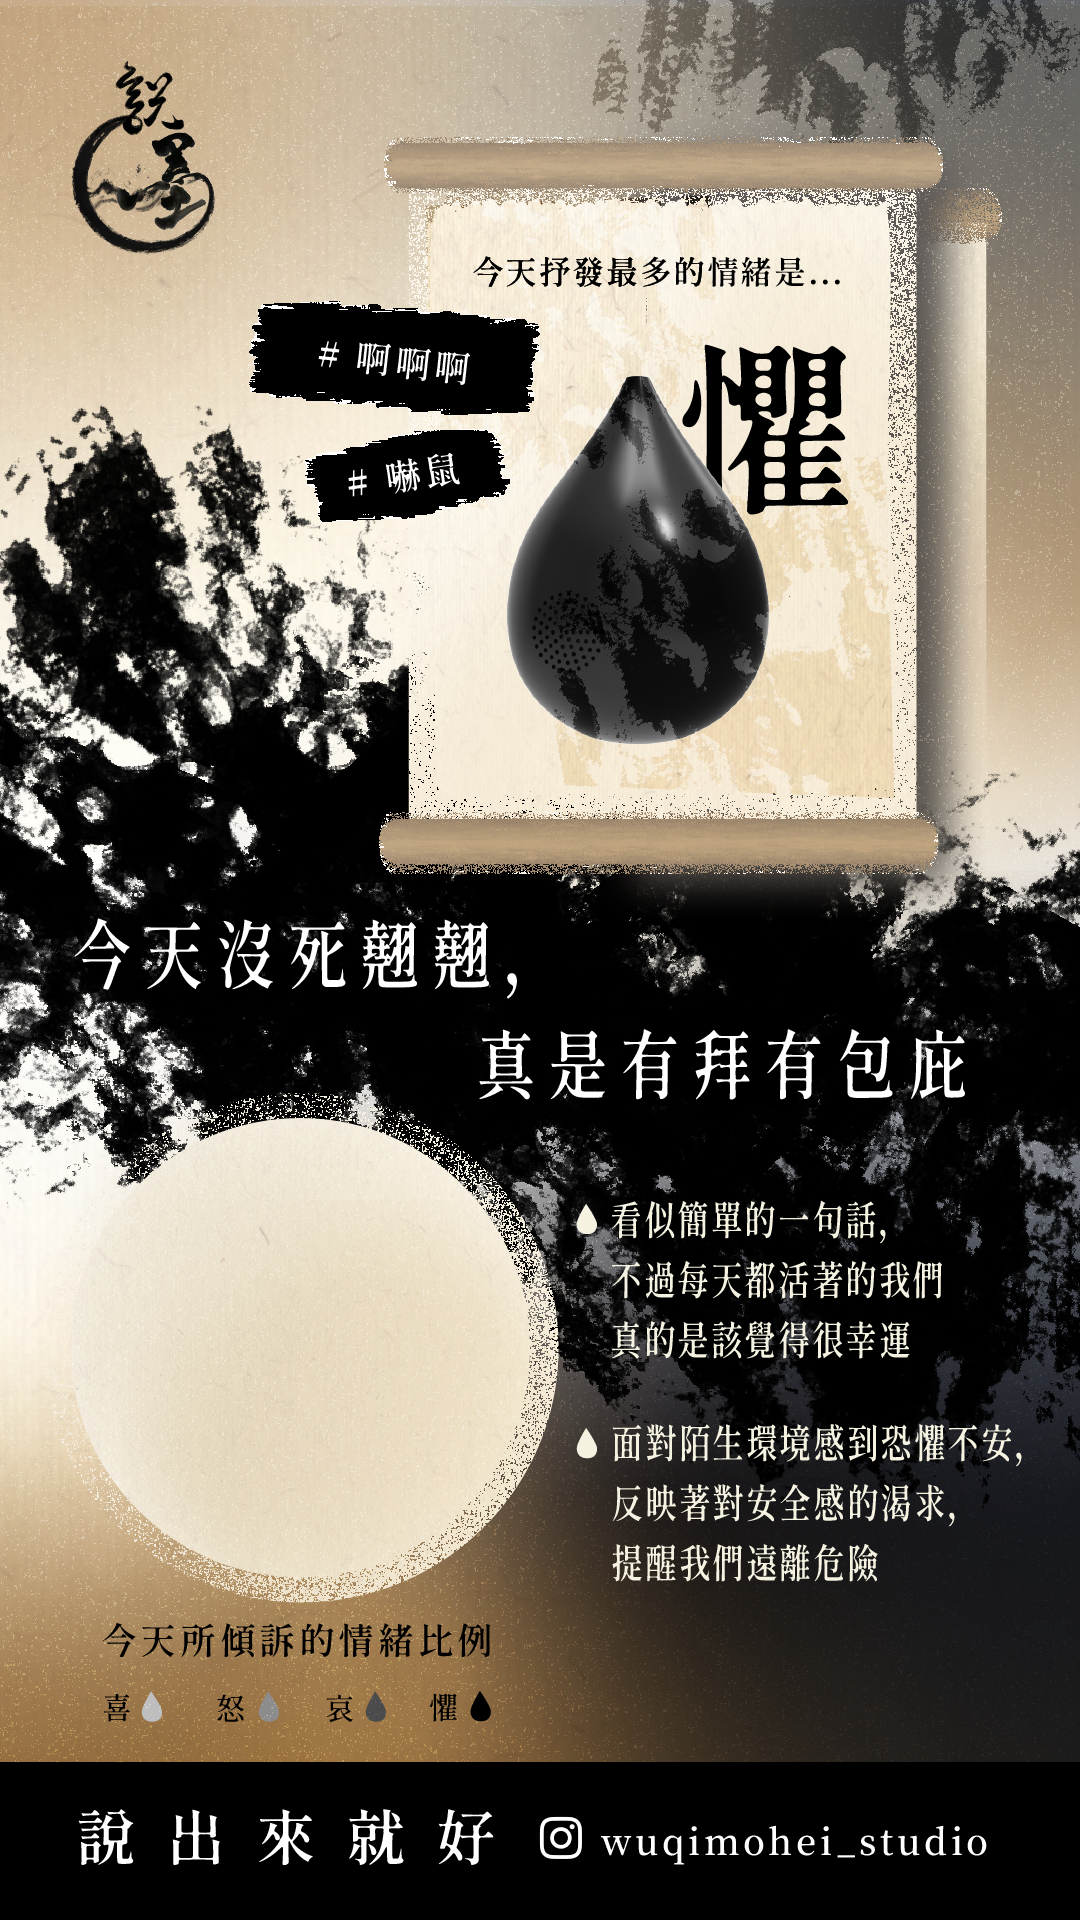 説墨
今天抒發最多的情緒是...
懼
# 啊啊啊
# 嚇鼠
今天沒死翹翹,
真是有拜有包庇
看似簡單的一句話,
不過每天都活著的我們
真的是該覺得很幸運
面對陌生環境感到恐懼不安,
反映著對安全感的渴求,
提醒我們遠離危險
今天所傾訴的情緒比例
喜 怒 哀 懼
說出來就好 wuqimohei_studio